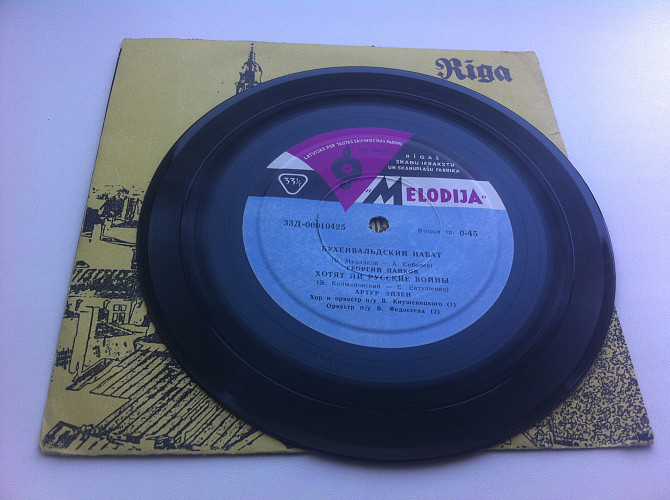 Rīga
LATVIJAS PSR TAUTAS SAIMNIECĪBAS PADOME
RĪGAS
SKAŅU IERAKSTU
UN SKAŅUPLAŠU FABRIKA
33⅓
"MELODIJA"
33Д-00010425
Вторая гр. 0-45
БУХЕНВАЛЬДСКИЙ НАБАТ
(В. Мурадели — А. Соболев)
ГЕОРГИЙ ПАНКОВ
ХОТЯТ ЛИ РУССКИЕ ВОЙНЫ
(Э. Колмановский — Е. Евтушенко)
АРТУР ЭЙЗЕН
Хор и оркестр п/у В. Кнушевицкого (1)
Оркестр п/у В. Федосеева (2)